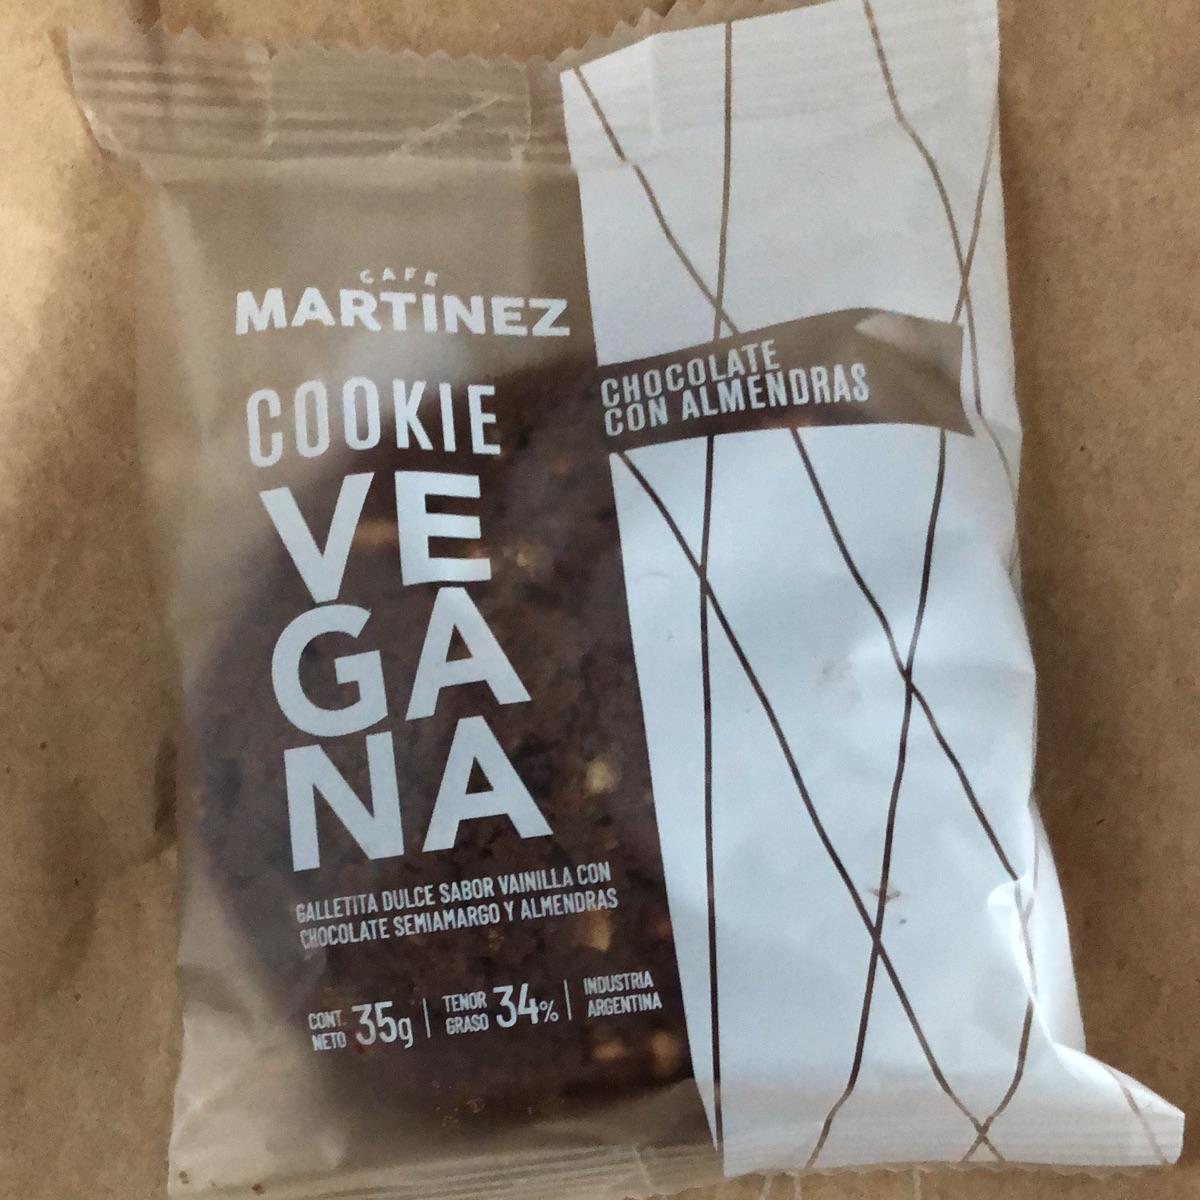 CAFE
MARTÍNEZ
COOKIE
VE
GA
NA
GALLETITA DULCE SABOR VAINILLA CON
CHOCOLATE SEMIAMARGO Y ALMENDRAS
CONT. NETO 35g | TENOR GRASO 34% | INDUSTRIA ARGENTINA
CHOCOLATE
CON ALMENDRAS